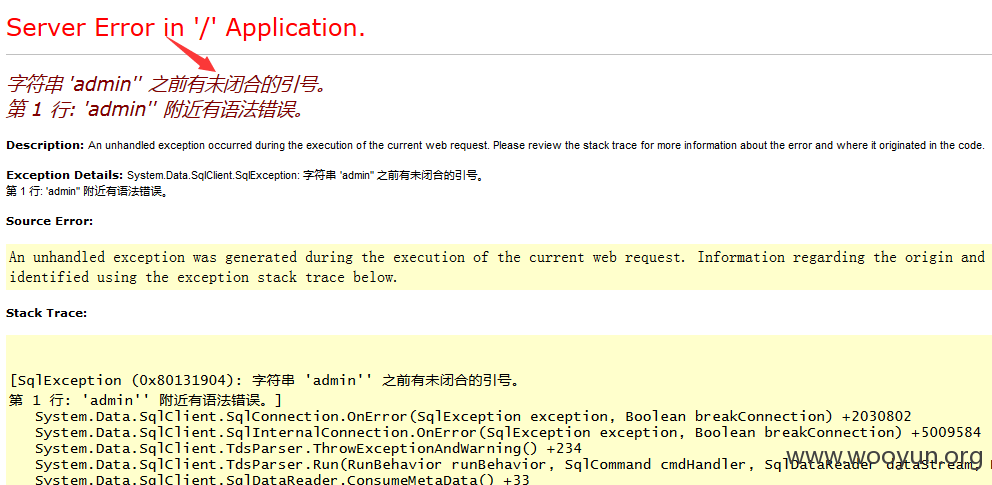 Server Error in '/' Application.
字符串 'admin'' 之前有未闭合的引号。
第 1 行: 'admin'' 附近有语法错误。
Description: An unhandled exception occurred during the execution of the current web request. Please review the stack trace for more information about the error and where it originated in the code.
Exception Details: System.Data.SqlClient.SqlException: 字符串 'admin'' 之前有未闭合的引号。
第 1 行: 'admin'' 附近有语法错误。
Source Error:
An unhandled exception was generated during the execution of the current web request. Information regarding the origin and
identified using the exception stack trace below.
Stack Trace:
[SqlException (0x80131904): 字符串 'admin'' 之前有未闭合的引号。
第 1 行: 'admin'' 附近有语法错误。]
System.Data.SqlClient.SqlConnection.OnError(SqlException exception, Boolean breakConnection) +2030802
System.Data.SqlClient.SqlInternalConnection.OnError(SqlException exception, Boolean breakConnection) +5009584
System.Data.SqlClient.TdsParser.ThrowExceptionAndWarning() +234
System.Data.SqlClient.TdsParser.Run(RunBehavior runBehavior, SqlCommand cmdHandler, SqlDataReader dataStream,
System.Data.SqlClient.SqlDataReader.ConsumeMetaData() +33
www.wooyun.org